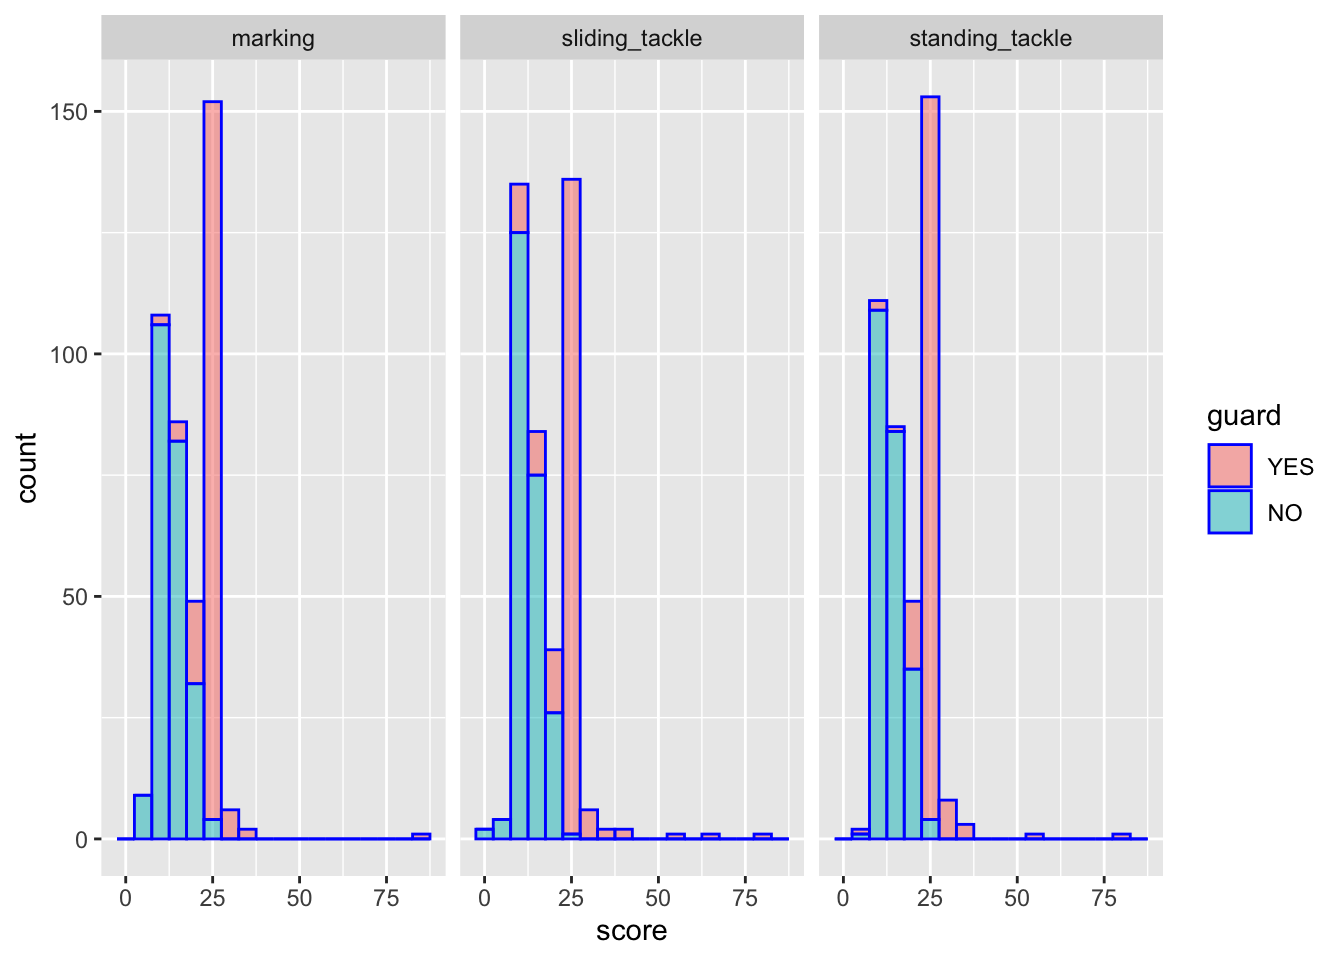 marking
sliding_tackle
standing_tackle
150
100
50
0
count
0 25 50 75
0 25 50 75
0 25 50 75
score
guard
YES
NO